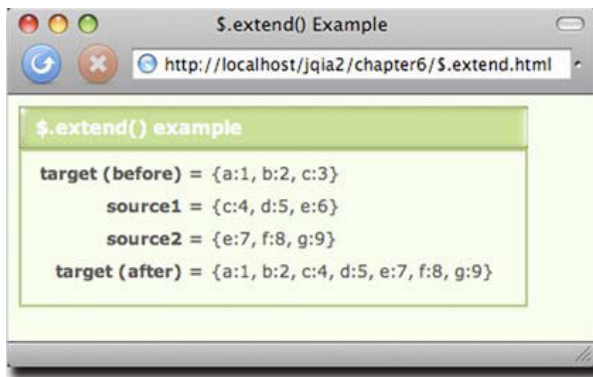 $.extend() Example
http://localhost/jqia2/chapter6/$.extend.html
$.extend() example
target (before) = {a:1, b:2, c:3}
source1 = {c:4, d:5, e:6}
source2 = {e:7, f:8, g:9}
target (after) = {a:1, b:2, c:4, d:5, e:7, f:8, g:9}